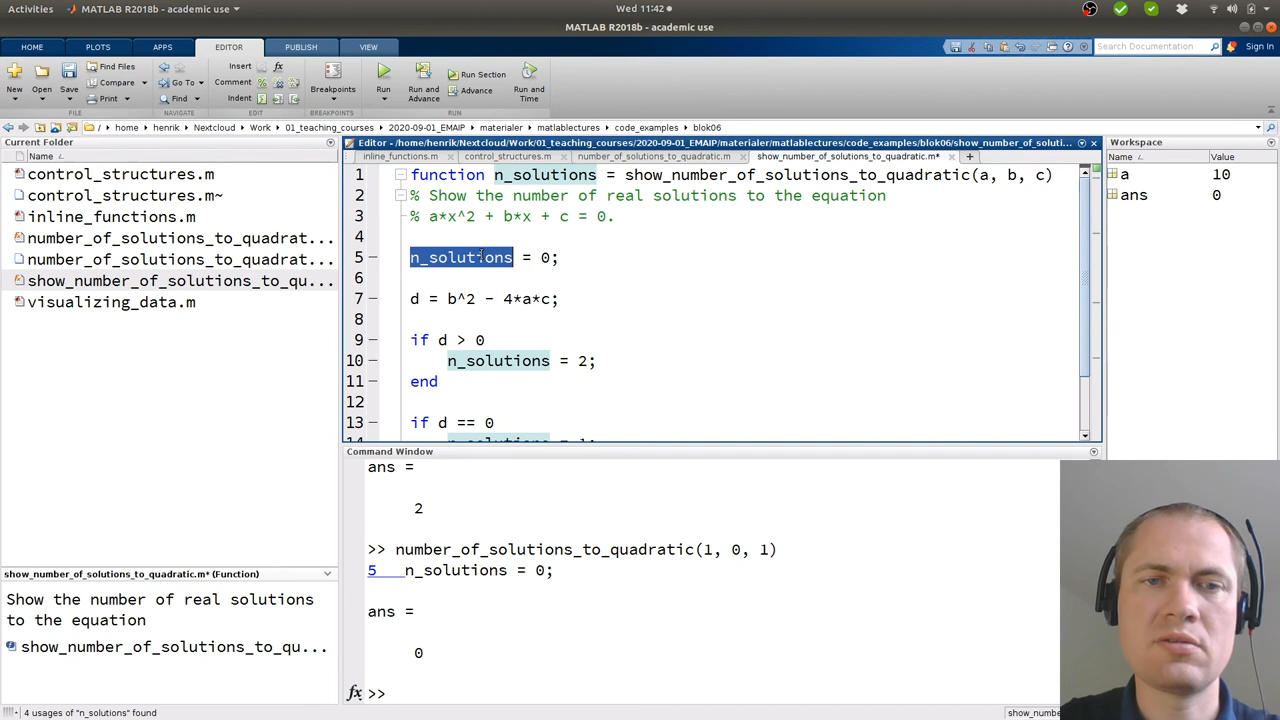 Activities
MATLAB R2018b - academic use
Wed 11:42
MATLAB R2018b - academic use
HOME
PLOTS
APPS
EDITOR
PUBLISH
VIEW
Search Documentation
Sign In
New
Open
Save
Find Files
Compare
Print
Go To
Find
Insert
Comment
Indent
fx
Breakpoints
Run
Run and Advance
Run Section
Advance
Run and Time
FILE
NAVIGATE
EDIT
BREAKPOINTS
RUN
/ home henrik Nextcloud Work 01_teaching_courses 2020-09-01_EMAIP materialer matlablectures code_examples blok06
Current Folder
Name
control_structures.m
control_structures.m~
inline_functions.m
number_of_solutions_to_quadrat...
number_of_solutions_to_quadrat...
show_number_of_solutions_to_qu...
visualizing_data.m
show_number_of_solutions_to_quadratic.m* (Function)
Show the number of real solutions
to the equation
show_number_of_solutions_to_qu...
4 usages of "n_solutions" found
Editor - /home/henrik/Nextcloud/Work/01_teaching_courses/2020-09-01_EMAIP/materialer/matlablectures/code_examples/blok06/show_number_of_soluti...
inline_functions.m
control_structures.m
number_of_solutions_to_quadratic.m
show_number_of_solutions_to_quadratic.m*
1 function n_solutions = show_number_of_solutions_to_quadratic(a, b, c)
2 % Show the number of real solutions to the equation
3 % a*x^2 + b*x + c = 0.
4
5 n_solutions = 0;
6
7 d = b^2 - 4*a*c;
8
9 if d > 0
10 n_solutions = 2;
11 end
12
13 if d == 0
14 n_solutions = 1;
Command Window
ans =
2
>> number_of_solutions_to_quadratic(1, 0, 1)
5 n_solutions = 0;
ans =
0
fx >>
Workspace
Name
Value
a
10
ans
0
show_number